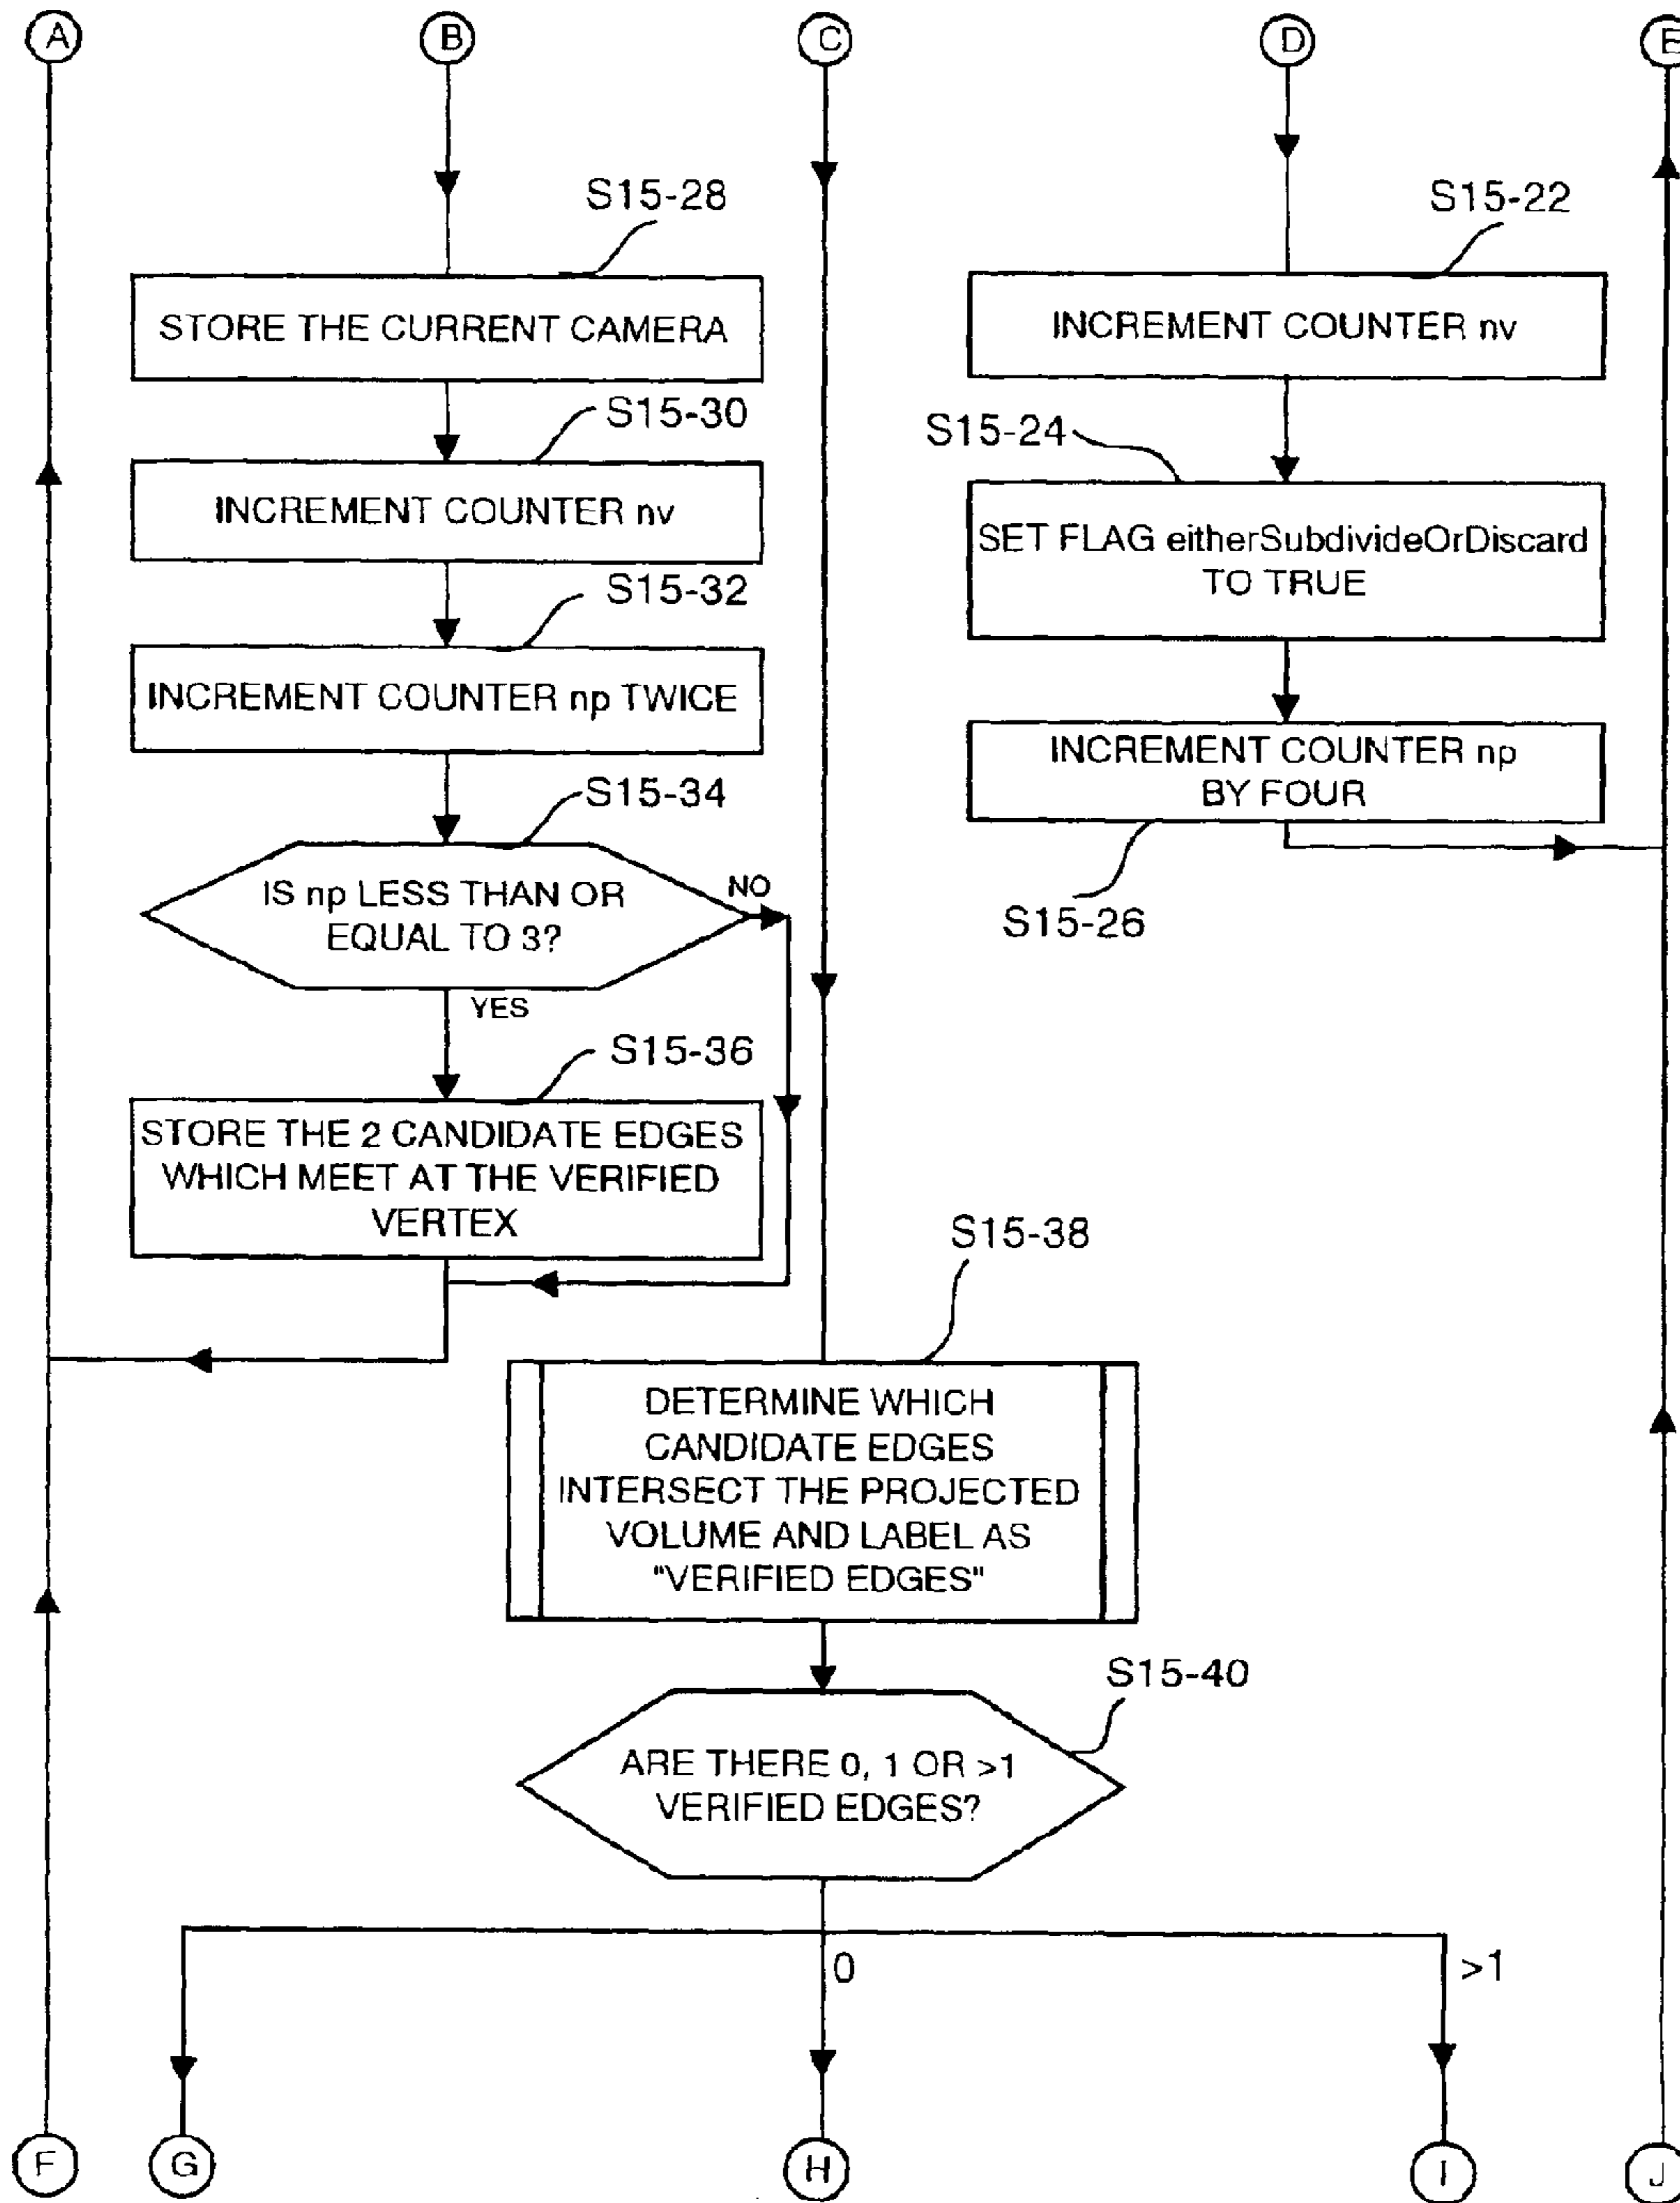 A
B
C
D
E
S15-28
S15-22
STORE THE CURRENT CAMERA
INCREMENT COUNTER nv
S15-30
S15-24
INCREMENT COUNTER nv
SET FLAG eitherSubdivideOrDiscard
TO TRUE
S15-32
INCREMENT COUNTER np TWICE
INCREMENT COUNTER np
BY FOUR
S15-34
S15-26
IS np LESS THAN OR
EQUAL TO 3?
NO
YES
S15-36
STORE THE 2 CANDIDATE EDGES
WHICH MEET AT THE VERIFIED
VERTEX
S15-38
DETERMINE WHICH
CANDIDATE EDGES
INTERSECT THE PROJECTED
VOLUME AND LABEL AS
"VERIFIED EDGES"
S15-40
ARE THERE 0, 1 OR >1
VERIFIED EDGES?
0
>1
F
G
H
I
J